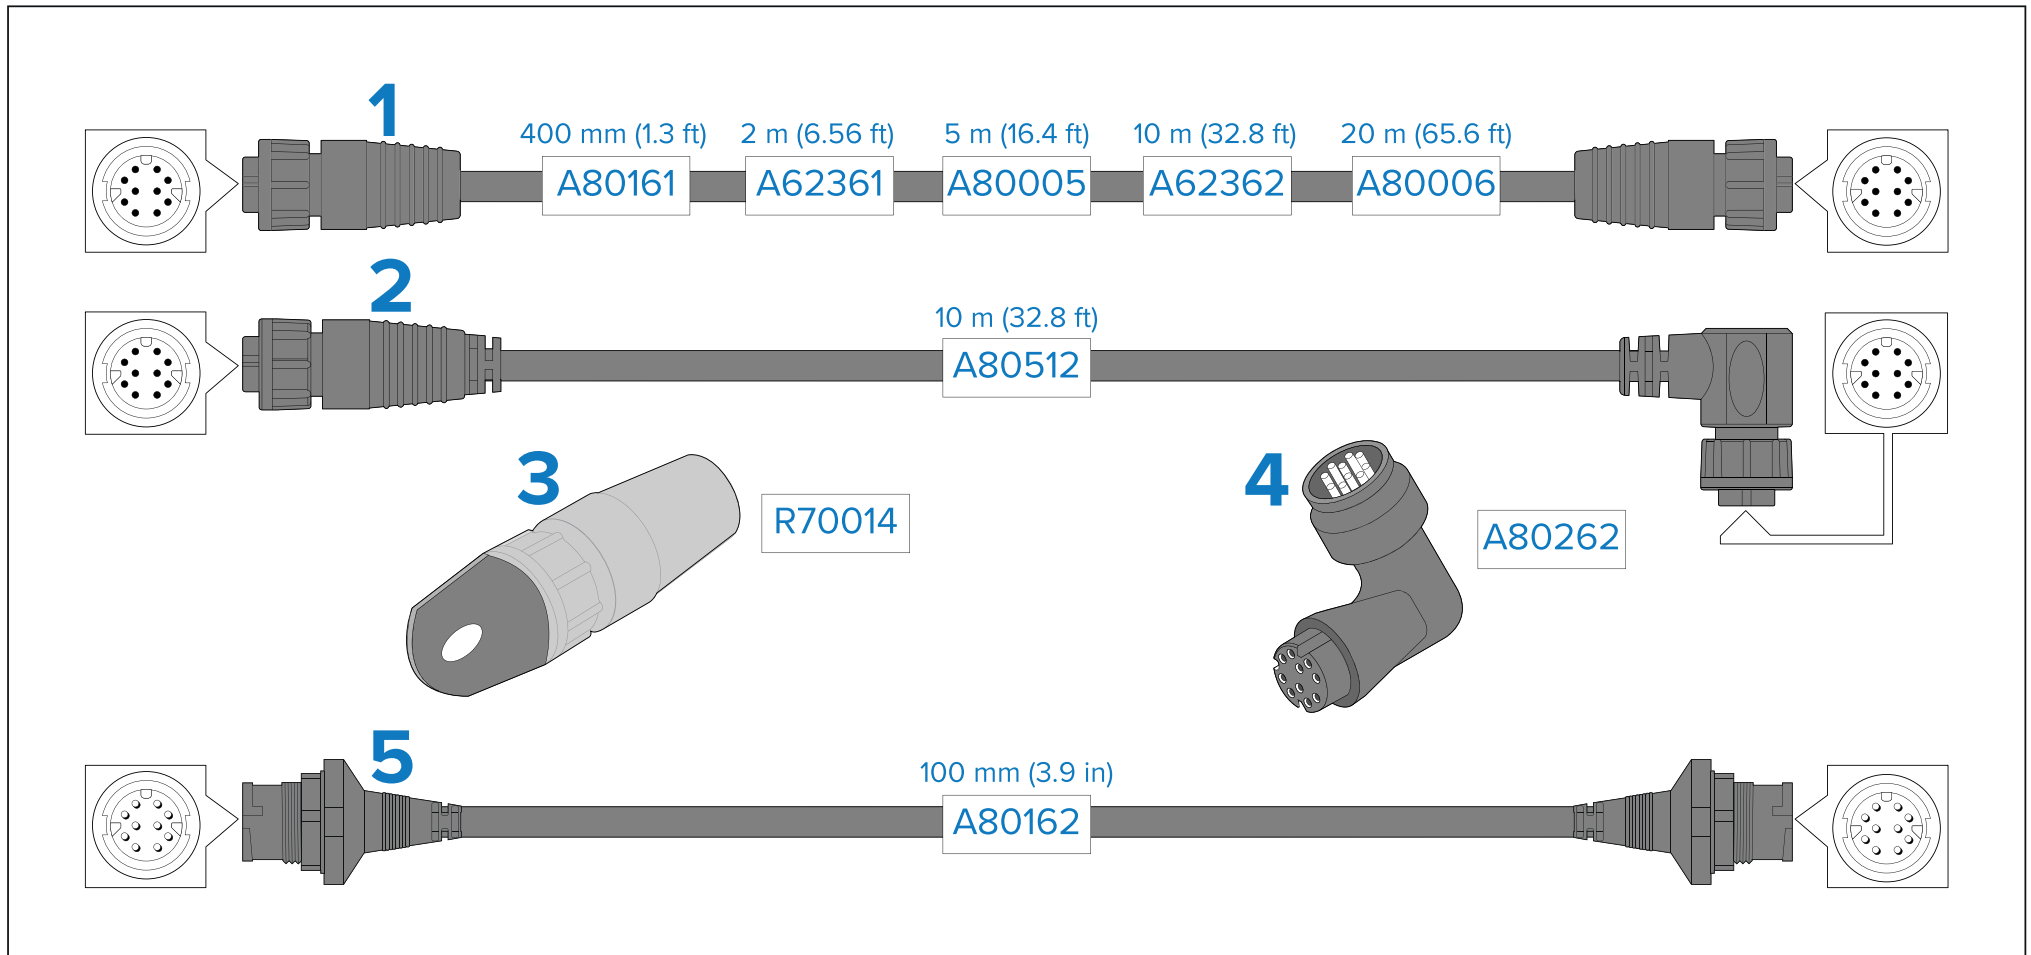 1
400 mm (1.3 ft) 2 m (6.56 ft) 5 m (16.4 ft) 10 m (32.8 ft) 20 m (65.6 ft)
A80161 A62361 A80005 A62362 A80006
2
10 m (32.8 ft)
A80512
3
R70014
4
A80262
5
100 mm (3.9 in)
A80162